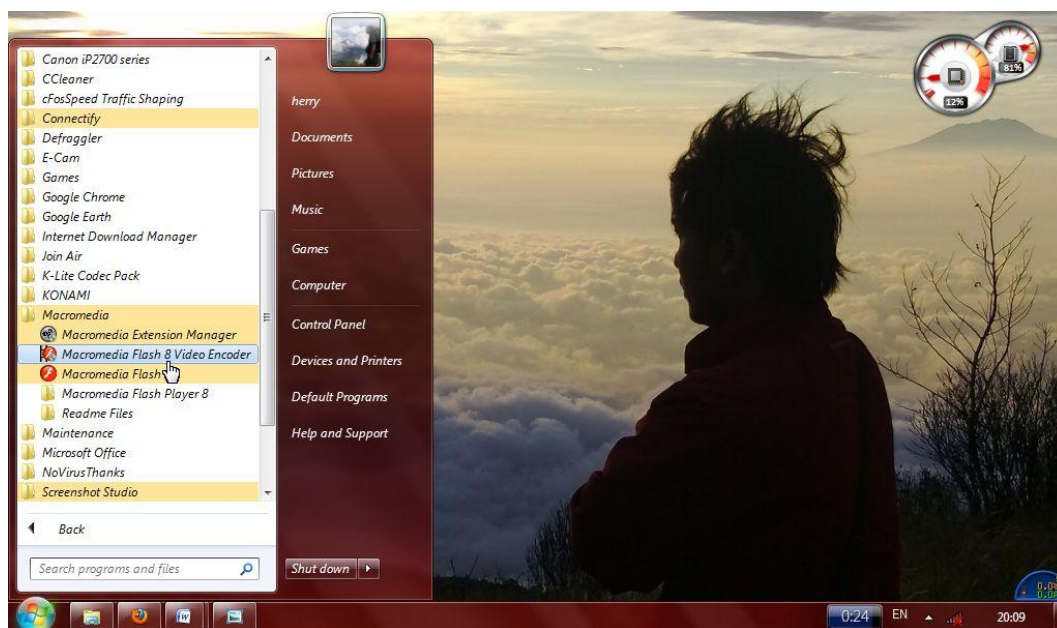 Canon iP2700 series
CCleaner
cFosSpeed Traffic Shaping
Connectify
Defraggler
E-Cam
Games
Google Chrome
Google Earth
Internet Download Manager
Join Air
K-Lite Codec Pack
KONAMI
Macromedia
Macromedia Extension Manager
Macromedia Flash 8 Video Encoder
Macromedia Flash
Macromedia Flash Player 8
Readme Files
Maintenance
Microsoft Office
NoVirusThanks
Screenshot Studio
Back
Search programs and files
herry
Documents
Pictures
Music
Games
Computer
Control Panel
Devices and Printers
Default Programs
Help and Support
Shut down
81%
12%
0:24
EN
20:09